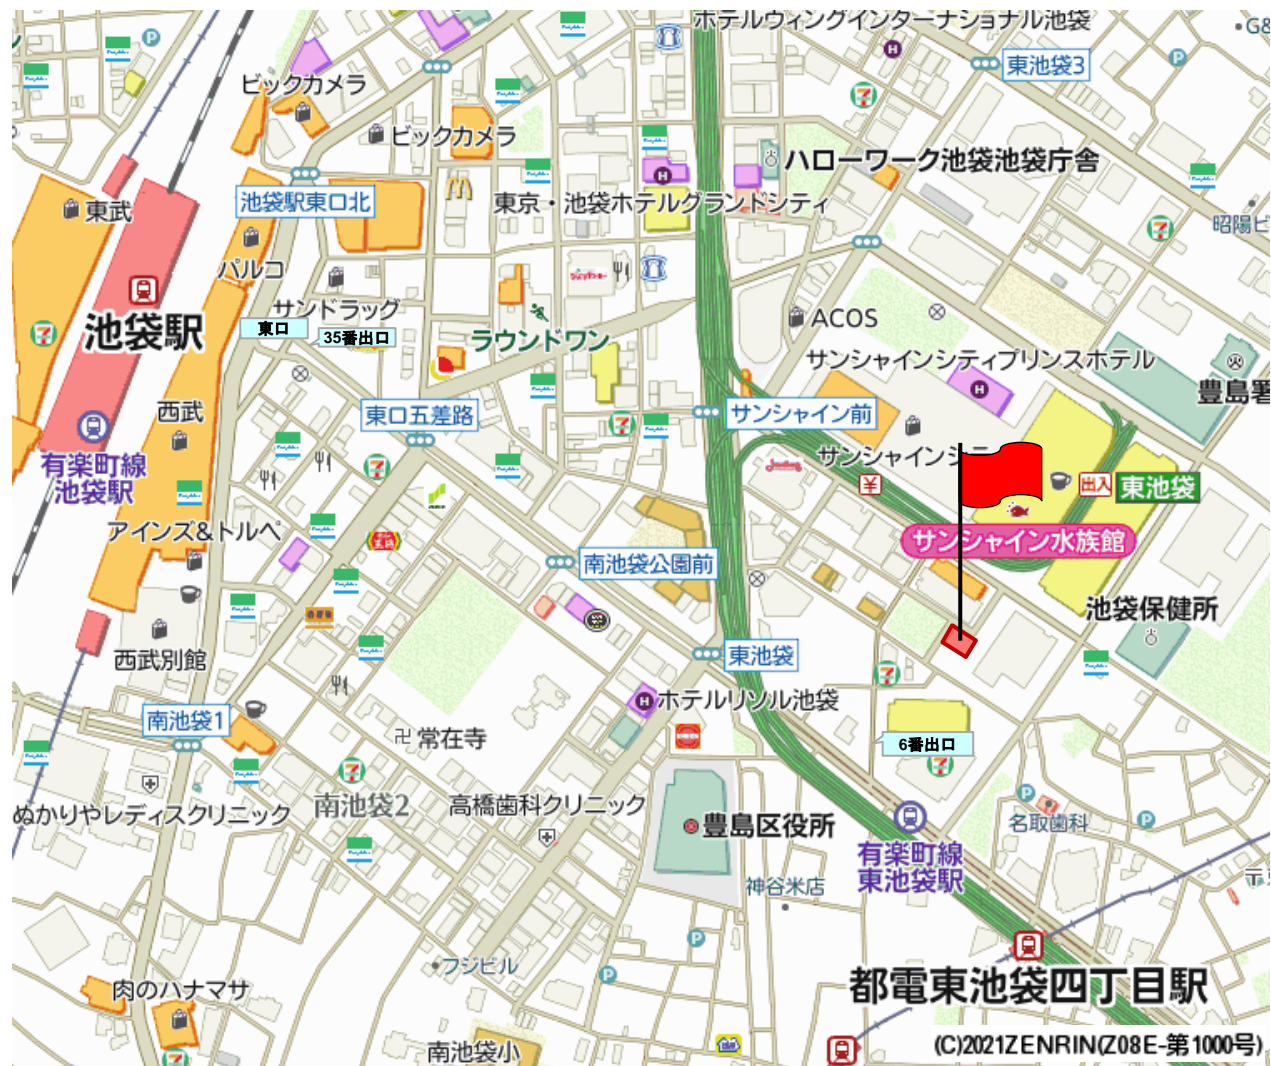 ホテルウィングインターナショナル池袋
G&
東池袋3
ビックカメラ
ビックカメラ
ハローワーク池袋池袋庁舎
池袋駅東口北
東京・池袋ホテルグランドシティ
東武
昭陽ビ
パルコ
サンドラッグ
東口
35番出口
池袋駅
ラウンドワン
ACOS
サンシャインシティプリンスホテル
豊島署
西武
東口五差路
サンシャイン前
サンシャインシティ
有楽町線
池袋駅
出入
東池袋
アインズ&トルペ
サンシャイン水族館
南池袋公園前
池袋保健所
西武別館
東池袋
ホテルリソル池袋
南池袋1
常在寺
6番出口
ぬかりやレディスクリニック
南池袋2
高橋歯科クリニック
豊島区役所
名取歯科
有楽町線
東池袋駅
神谷米店
フジビル
肉のハナマサ
都電東池袋四丁目駅
南池袋小
(C)2021ZENRIN(Z08E-第1000号)